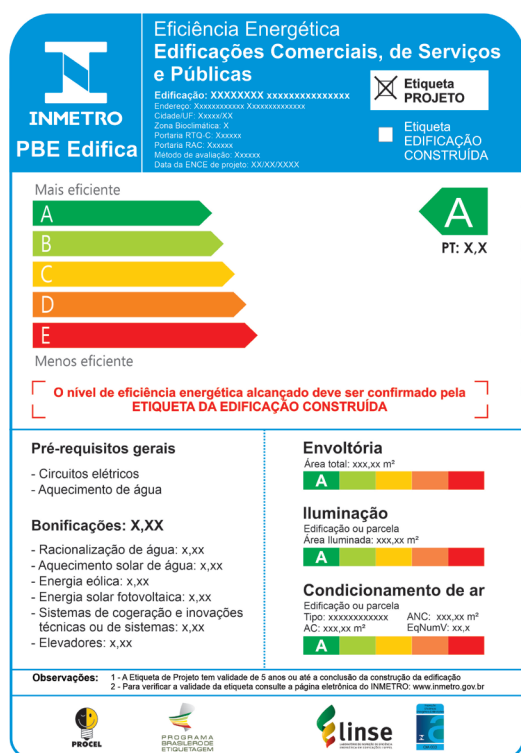 Eficiência Energética
Edificações Comerciais, de Serviços
e Públicas
INMETRO
PBE Edifica
Edificação: XXXXXXXX xxxxxxxxxxxxxxx
Endereço: Xxxxxxxxxxxx Xxxxxxxxxxxxxx
Cidade/UF: Xxxxx/XX
Zona Bioclimática: X
Portaria RTQ-C: Xxxxxx
Portaria RAC: Xxxxxx
Método de avaliação: Xxxxxx
Data da ENCE de projeto: XX/XX/XXXX
Etiqueta
PROJETO
Etiqueta
EDIFICAÇÃO
CONSTRUÍDA
Mais eficiente
A
B
C
D
E
Menos eficiente
A
PT: X,X
O nível de eficiência energética alcançado deve ser confirmado pela
ETIQUETA DA EDIFICAÇÃO CONSTRUÍDA
Pré-requisitos gerais
- Circuitos elétricos
- Aquecimento de água
Bonificações: X,XX
- Racionalização de água: x,xx
- Aquecimento solar de água: x,xx
- Energia eólica: x,xx
- Energia solar fotovoltaica: x,xx
- Sistemas de cogeração e inovações
técnicas ou de sistemas: x,xx
- Elevadores: x,xx
Envoltória
Área total: xxx,xx m²
A
Iluminação
Edificação ou parcela
Área Iluminada: xxx,xx m²
A
Condicionamento de ar
Edificação ou parcela
Tipo: xxxxxxxxxxxx ANC: xxx,xx m²
AC: xxx,xx m² EqNumV: xx,x
A
Observações: 1 - A Etiqueta de Projeto tem validade de 5 anos ou até a conclusão da construção da edificação
2 - Para verificar a validade da etiqueta consulte a página eletrônica do INMETRO: www.inmetro.gov.br
PROCEL
PROGRAMA
BRASILEIRO DE
ETIQUETAGEM
linse